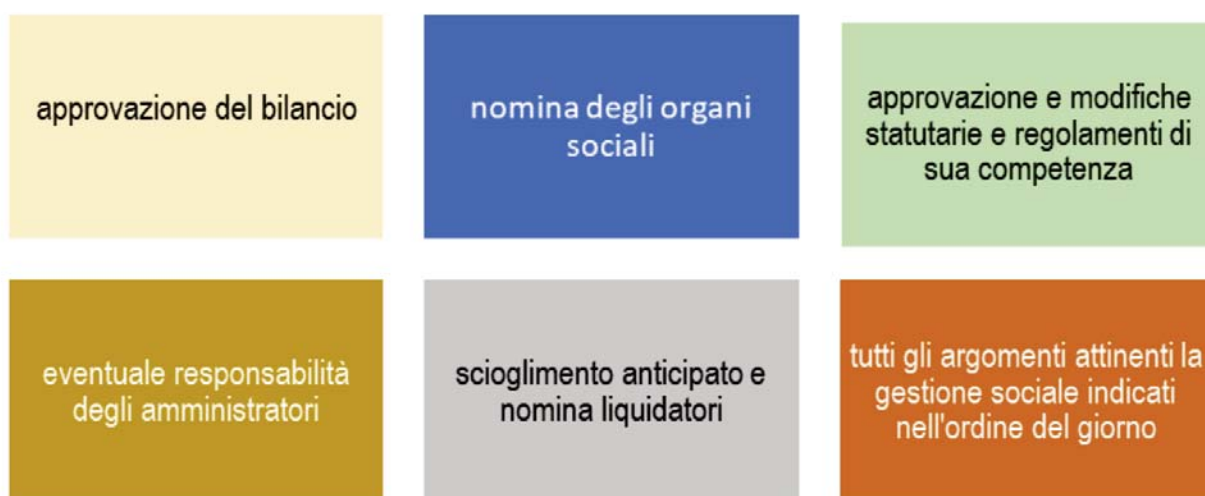 approvazione del bilancio
nomina degli organi
sociali
approvazione e modifiche
statutarie e regolamenti di
sua competenza
eventuale responsabilità
degli amministratori
scioglimento anticipato e
nomina liquidatori
tutti gli argomenti attinenti la
gestione sociale indicati
nell'ordine del giorno